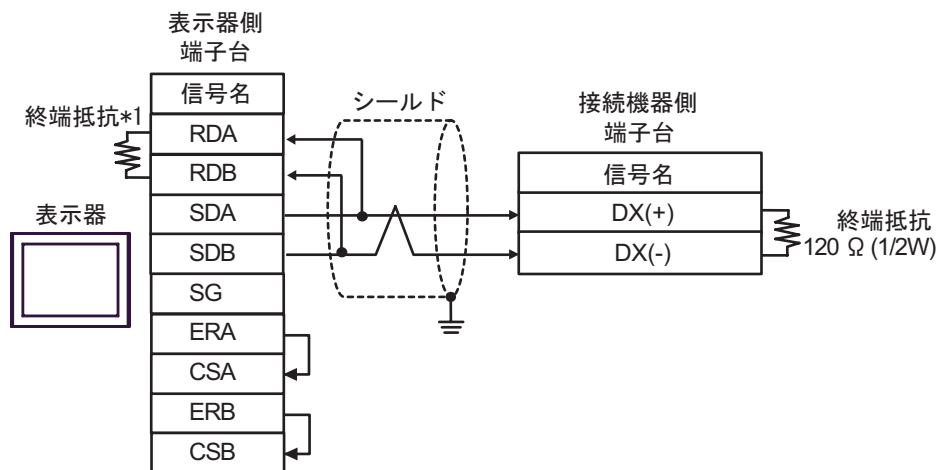 表示器側
端子台
信号名
終端抵抗*1
RDA
RDB
SDA
SDB
SG
ERA
CSA
ERB
CSB
表示器
シールド
接続機器側
端子台
信号名
DX(+)
DX(-)
終端抵抗
120 Ω (1/2W)